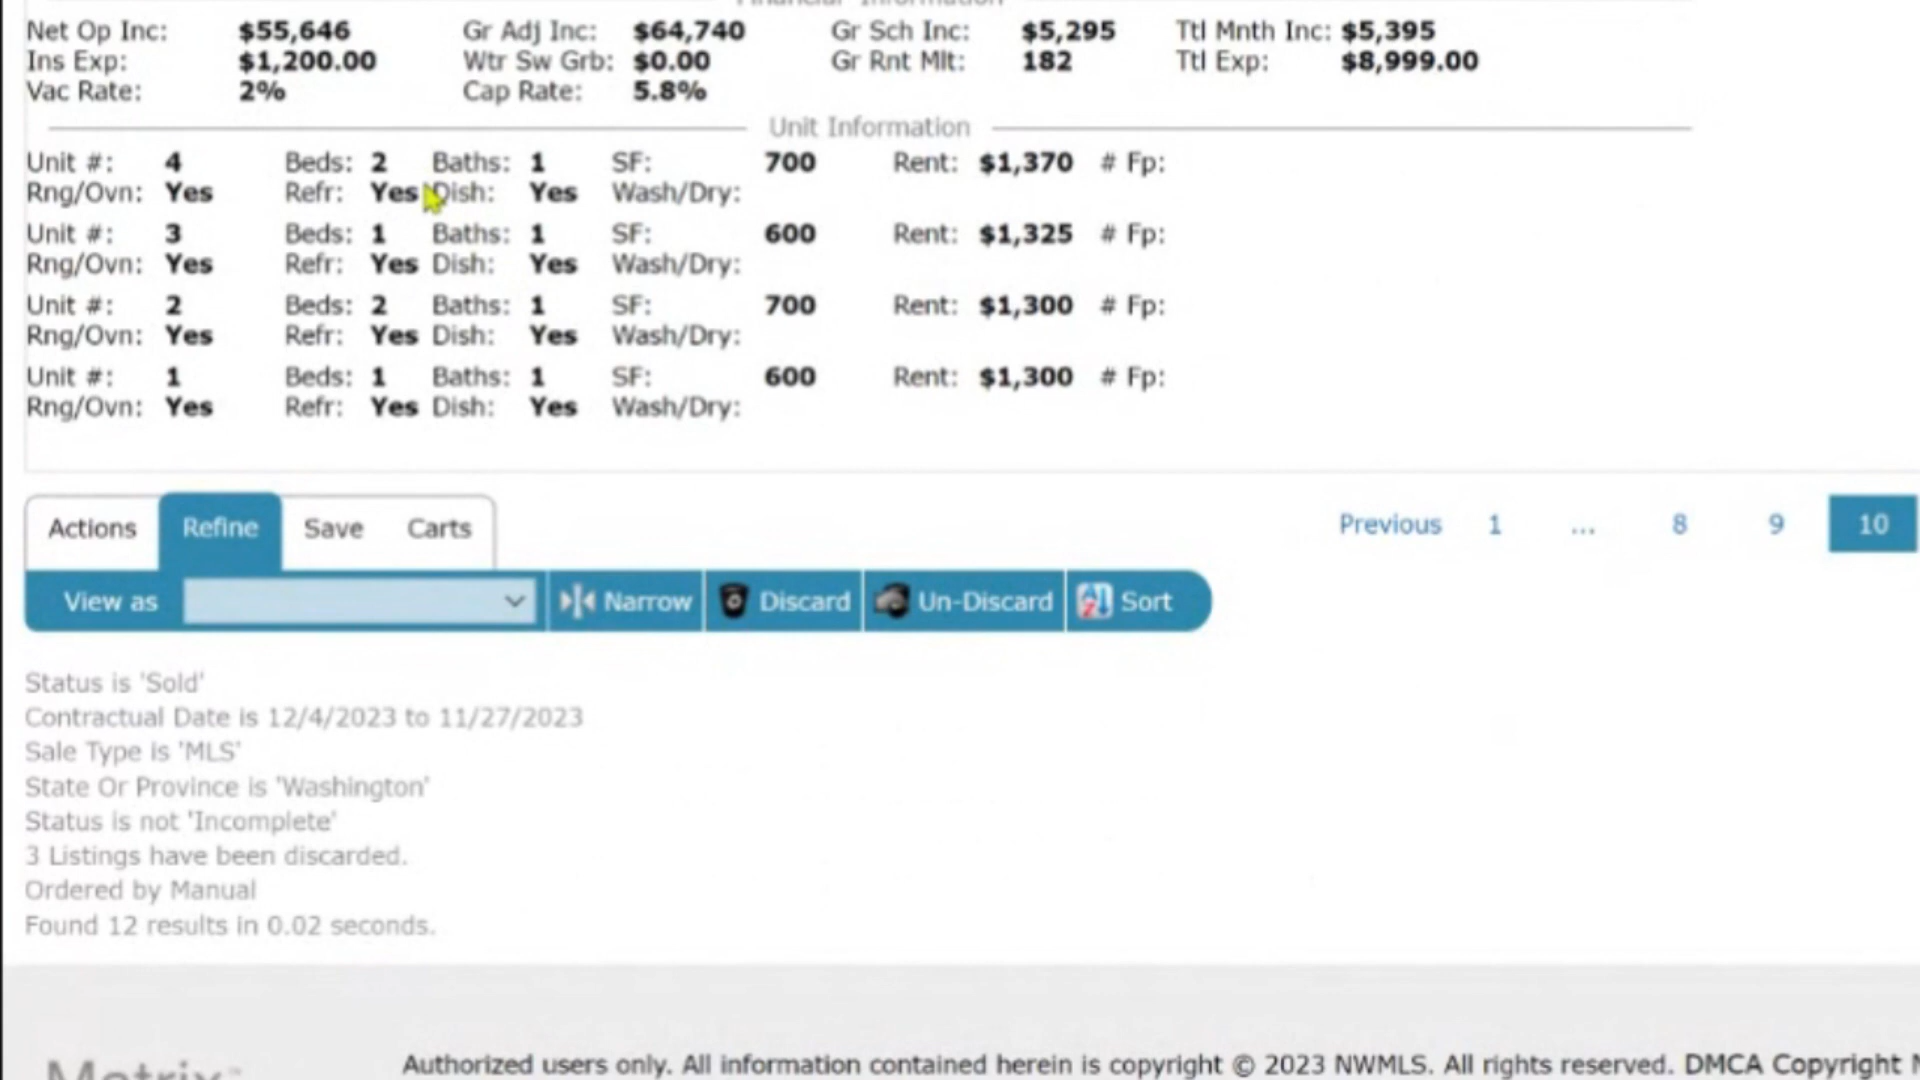 Financial Information
Net Op Inc: $55,646 Gr Adj Inc: $64,740 Gr Sch Inc: $5,295 Ttl Mnth Inc: $5,395
Ins Exp: $1,200.00 Wtr Sw Grb: $0.00 Gr Rnt Mlt: 182 Ttl Exp: $8,999.00
Vac Rate: 2% Cap Rate: 5.8%
Unit Information
Unit #: 4 Beds: 2 Baths: 1 SF: 700 Rent: $1,370 # Fp:
Rng/Ovn: Yes Refr: Yes Dish: Yes Wash/Dry:
Unit #: 3 Beds: 1 Baths: 1 SF: 600 Rent: $1,325 # Fp:
Rng/Ovn: Yes Refr: Yes Dish: Yes Wash/Dry:
Unit #: 2 Beds: 2 Baths: 1 SF: 700 Rent: $1,300 # Fp:
Rng/Ovn: Yes Refr: Yes Dish: Yes Wash/Dry:
Unit #: 1 Beds: 1 Baths: 1 SF: 600 Rent: $1,300 # Fp:
Rng/Ovn: Yes Refr: Yes Dish: Yes Wash/Dry:
Actions Refine Save Carts
Previous 1 ... 8 9 10
View as Narrow Discard Un-Discard Sort
Status is 'Sold'
Contractual Date is 12/4/2023 to 11/27/2023
Sale Type is 'MLS'
State Or Province is 'Washington'
Status is not 'Incomplete'
3 Listings have been discarded.
Ordered by Manual
Found 12 results in 0.02 seconds.
Matrix™
Authorized users only. All information contained herein is copyright © 2023 NWMLS. All rights reserved. DMCA Copyright